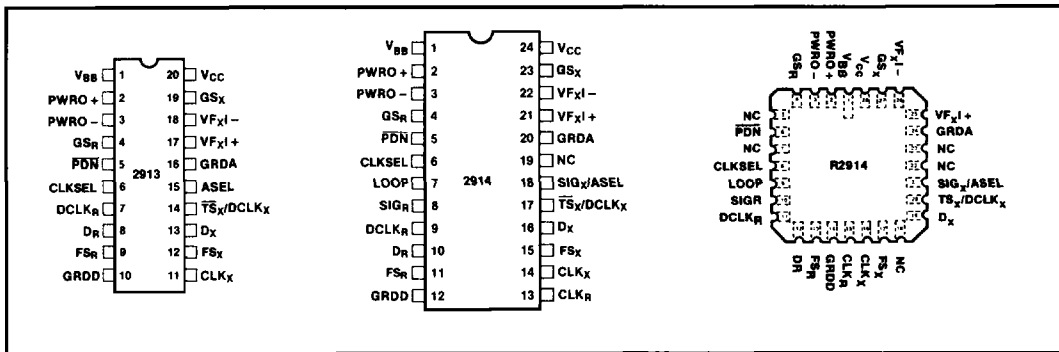 VBB 1 20 VCC
PWRO+ 2 19 GSX
PWRO- 3 18 VFXI-
GSR 4 17 VFXI+
PDN 5 16 GRDA
2913
CLKSEL 6 15 ASEL
DCLKR 7 14 TSX/DCLKX
DR 8 13 DX
FSR 9 12 FSX
GRDD 10 11 CLKX
VBB 1 24 VCC
PWRO+ 2 23 GSX
PWRO- 3 22 VFXI-
GSR 4 21 VFXI+
PDN 5 20 GRDA
CLKSEL 6 19 NC
LOOP 7 2914 18 SIGX/ASEL
SIGR 8 17 TSX/DCLKX
DCLKR 9 16 DX
DR 10 15 FSX
FSR 11 14 CLKX
GRDD 12 13 CLKR
GSR PWRO- PWRO+ VBB VCC GSX VFXI-
NC VFXI+
PDN GRDA
NC NC
CLKSEL R2914 NC
LOOP SIGX/ASEL
SIGR TSX/DCLKX
DCLKR DX
DR FSR GRDD CLKR CLKX FSX NC